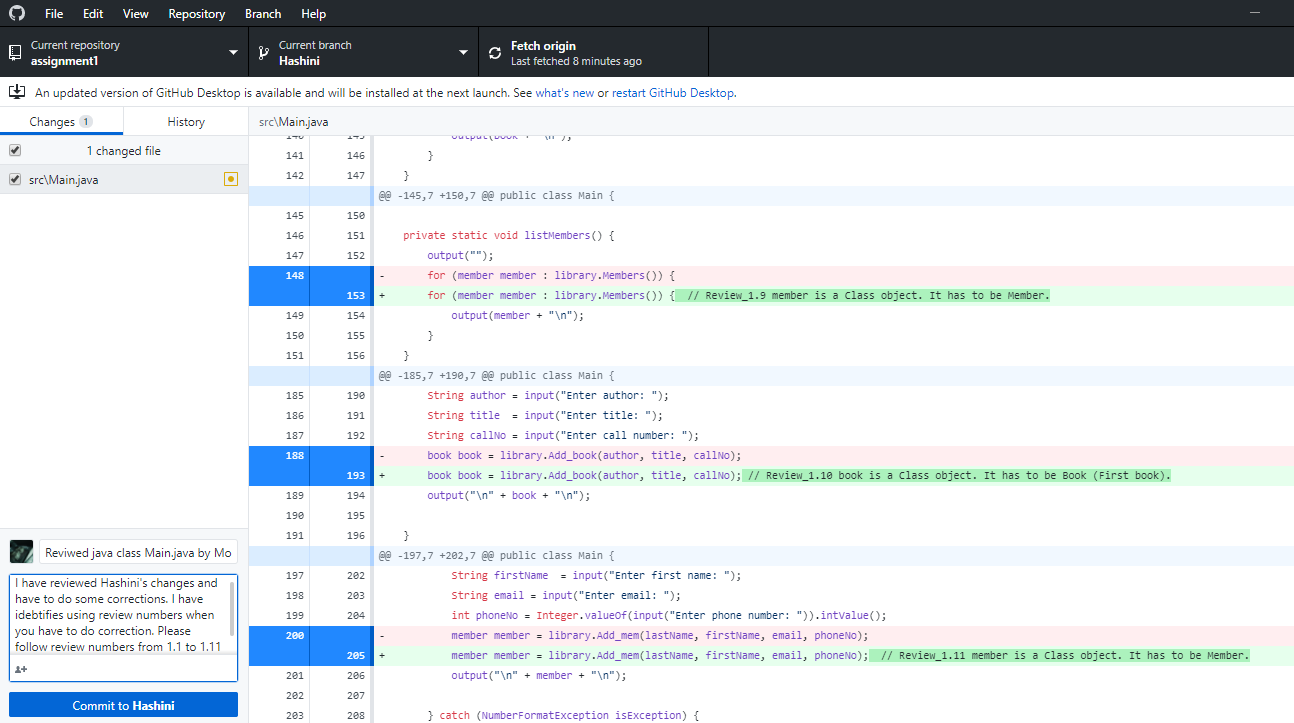 File Edit View Repository Branch Help
Current repository
assignment1
Current branch
Hashini
Fetch origin
Last fetched 8 minutes ago
An updated version of GitHub Desktop is available and will be installed at the next launch. See what's new or restart GitHub Desktop.
Changes 1 History
src\Main.java
1 changed file
src\Main.java
140 145 output(book + "\n");
141 146 }
142 147 }
@@ -145,7 +150,7 @@ public class Main {
145 150
146 151 private static void listMembers() {
147 152 output("");
148 - for (member member : library.Members()) {
153 + for (member member : library.Members()) { // Review_1.9 member is a Class object. It has to be Member.
149 154 output(member + "\n");
150 155 }
151 156 }
@@ -185,7 +190,7 @@ public class Main {
185 190 String author = input("Enter author: ");
186 191 String title  = input("Enter title: ");
187 192 String callNo = input("Enter call number: ");
188 - book book = library.Add_book(author, title, callNo);
193 + book book = library.Add_book(author, title, callNo); // Review_1.10 book is a Class object. It has to be Book (First book).
189 194 output("\n" + book + "\n");
190 195
191 196 }
@@ -197,7 +202,7 @@ public class Main {
197 202 String firstName  = input("Enter first name: ");
198 203 String email = input("Enter email: ");
199 204 int phoneNo = Integer.valueOf(input("Enter phone number: ")).intValue();
200 - member member = library.Add_mem(lastName, firstName, email, phoneNo);
205 + member member = library.Add_mem(lastName, firstName, email, phoneNo); // Review_1.11 member is a Class object. It has to be Member.
201 206 output("\n" + member + "\n");
202 207
203 208 } catch (NumberFormatException isException) {
Reviwed java class Main.java by Mo
I have reviewed Hashini's changes and
have to do some corrections. I have
idebtifies using review numbers when
you have to do correction. Please
follow review numbers from 1.1 to 1.11
Commit to Hashini